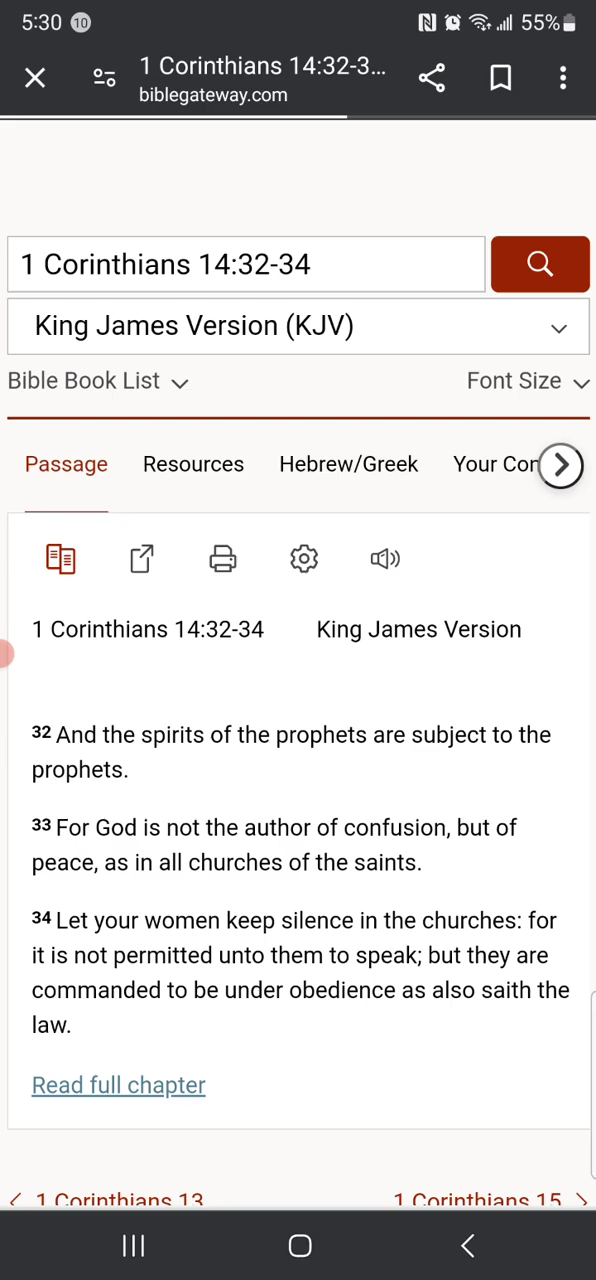 5:30 10 55%
1 Corinthians 14:32-3...
biblegateway.com
1 Corinthians 14:32-34
King James Version (KJV)
Bible Book List Font Size
Passage Resources Hebrew/Greek Your Con
1 Corinthians 14:32-34 King James Version
32 And the spirits of the prophets are subject to the
prophets.
33 For God is not the author of confusion, but of
peace, as in all churches of the saints.
34 Let your women keep silence in the churches: for
it is not permitted unto them to speak; but they are
commanded to be under obedience as also saith the
law.
Read full chapter
1 Corinthians 13 1 Corinthians 15